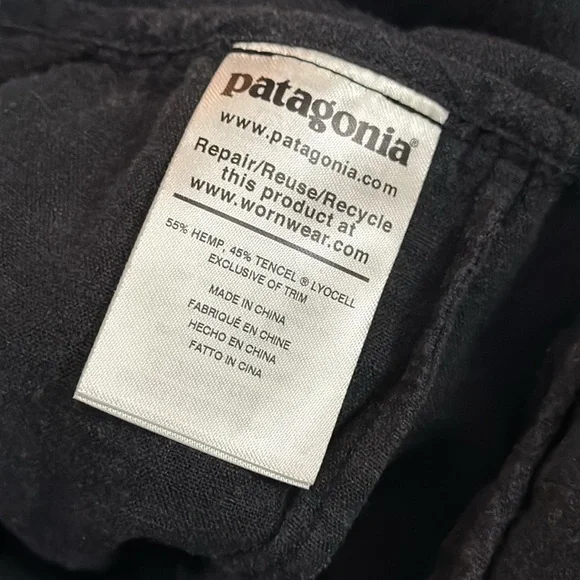 patagonia®
www.patagonia.com
Repair/Reuse/Recycle
this product at
www.wornwear.com
55% HEMP, 45% TENCEL ® LYOCELL
EXCLUSIVE OF TRIM
MADE IN CHINA
FABRIQUÉ EN CHINE
HECHO EN CHINA
FATTO IN CINA